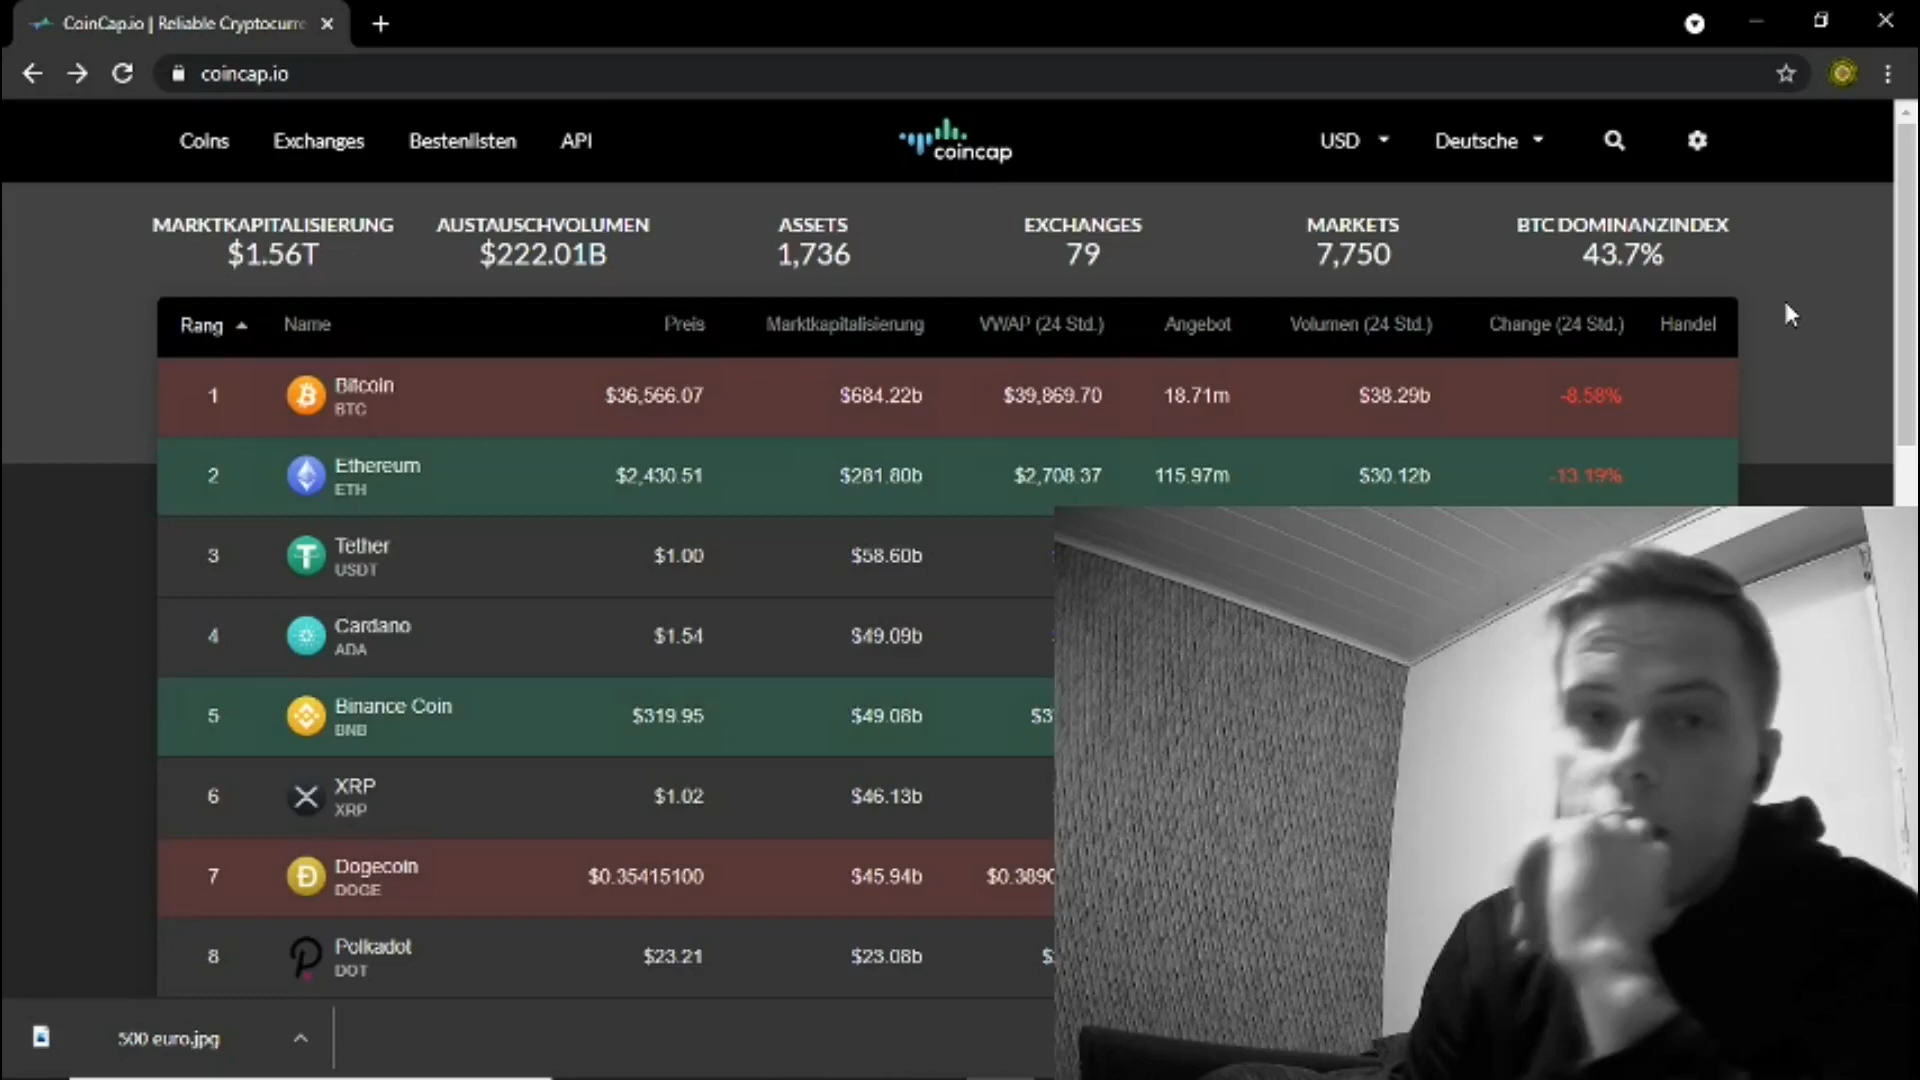 CoinCap.io | Reliable Cryptocurre
coincap.io
Coins Exchanges Bestenlisten API coincap USD Deutsche
MARKTKAPITALISIERUNG AUSTAUSCHVOLUMEN ASSETS EXCHANGES MARKETS BTC DOMINANZINDEX
$1.56T $222.01B 1,736 79 7,750 43.7%
Rang Name Preis Marktkapitalisierung VWAP (24 Std.) Angebot Volumen (24 Std.) Change (24 Std.) Handel
1 Bitcoin $36,566.07 $684.22b $39,869.70 18.71m $38.29b -8.58%
BTC
2 Ethereum $2,430.51 $281.80b $2,708.37 115.97m $30.12b -13.19%
ETH
3 Tether $1.00 $58.60b
USDT
4 Cardano $1.54 $49.09b
ADA
5 Binance Coin $319.95 $49.08b $3
BNB
6 XRP $1.02 $46.13b
XRP
7 Dogecoin $0.35415100 $45.94b $0.389
DOGE
8 Polkadot $23.21 $23.08b $
DOT
500 euro.jpg